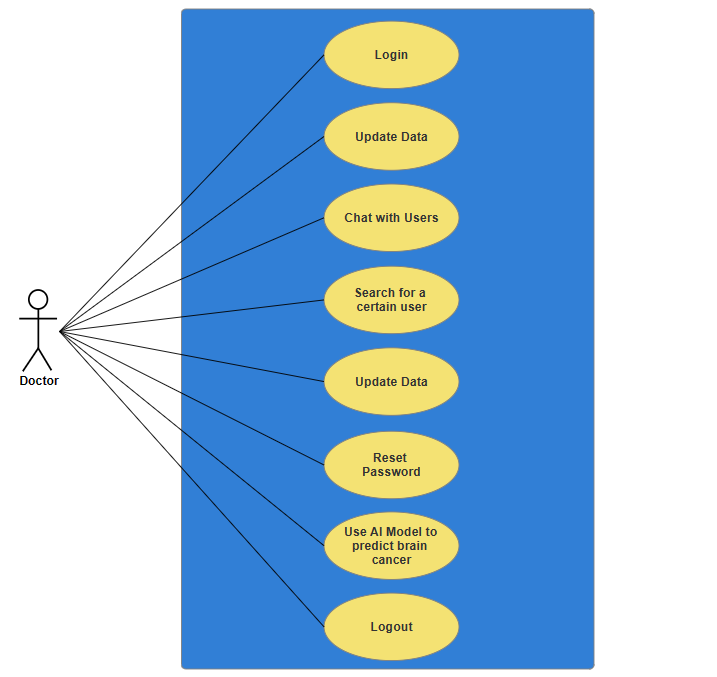 Login
Update Data
Chat with Users
Search for a
certain user
Doctor
Update Data
Reset
Password
Use AI Model to
predict brain
cancer
Logout